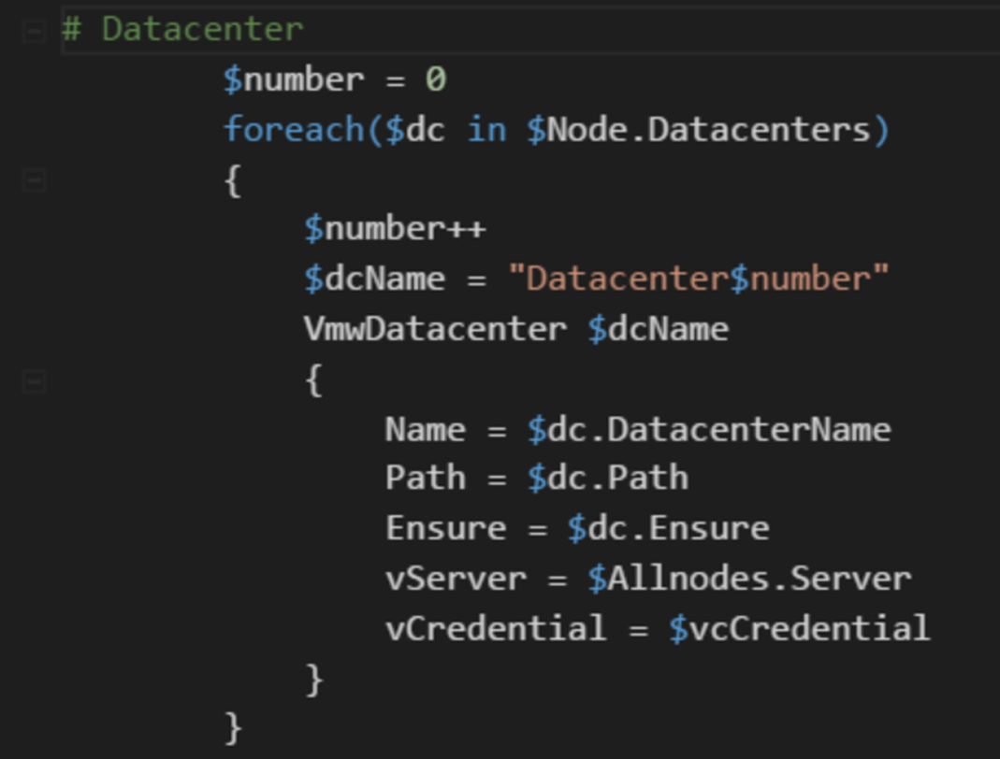 # Datacenter
$number = 0
foreach($dc in $Node.Datacenters)
{
$number++
$dcName = "Datacenter$number"
VmwDatacenter $dcName
{
Name = $dc.DatacenterName
Path = $dc.Path
Ensure = $dc.Ensure
vServer = $Allnodes.Server
vCredential = $vcCredential
}
}